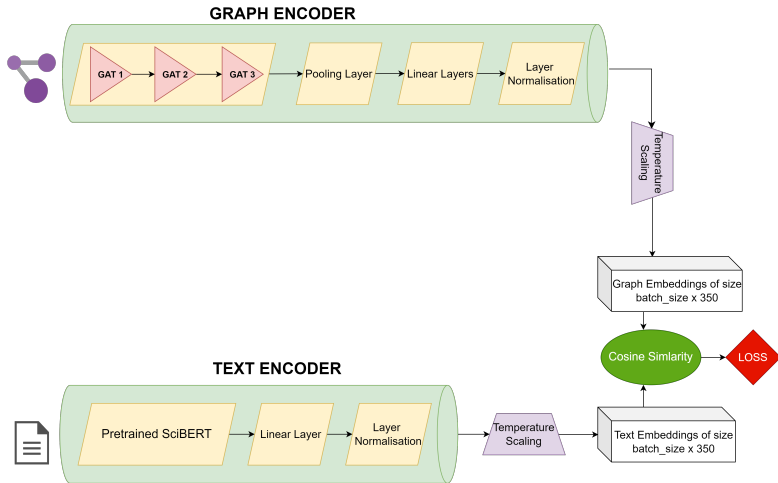 GRAPH ENCODER
GAT 1
GAT 2
GAT 3
Pooling Layer
Linear Layers
Layer
Normalisation
Temperature
Scaling
Graph Embeddings of size
batch_size x 350
Cosine Simlarity
LOSS
TEXT ENCODER
Pretrained SciBERT
Linear Layer
Layer
Normalisation
Temperature
Scaling
Text Embeddings of size
batch_size x 350